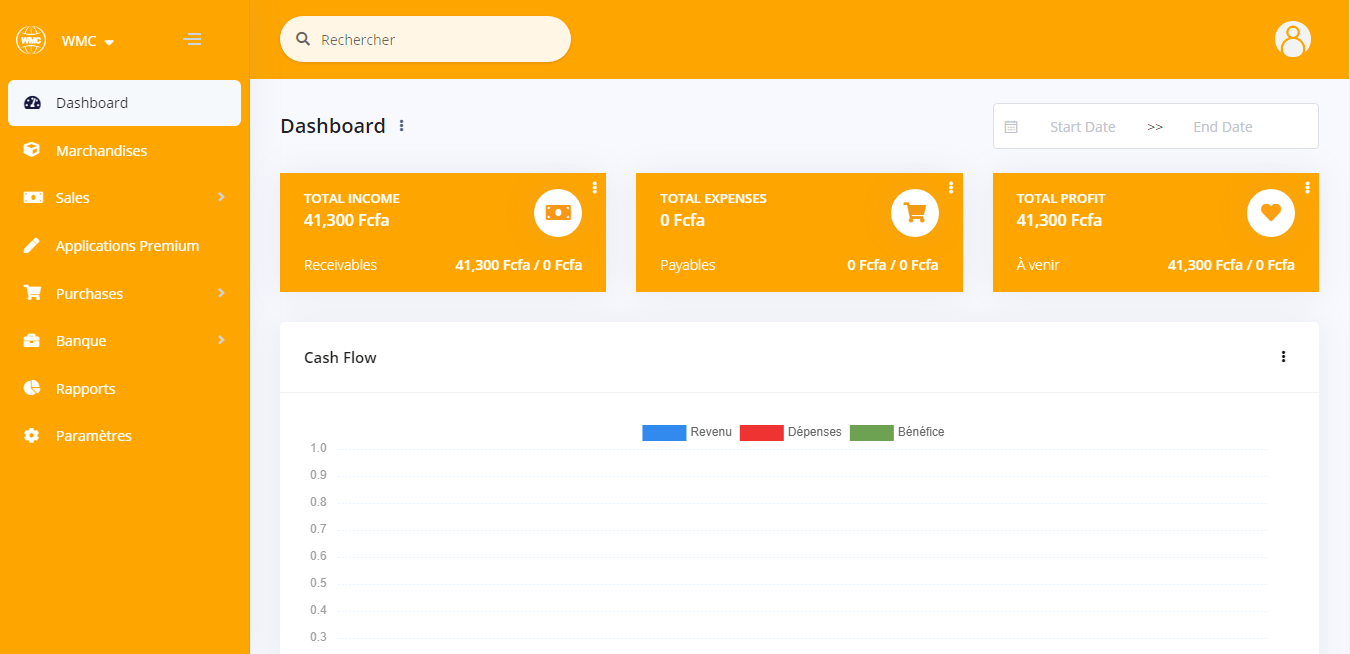 WMC
WMC
Rechercher
Dashboard
Marchandises
Sales
Applications Premium
Purchases
Banque
Rapports
Paramètres
Dashboard
Start Date >> End Date
TOTAL INCOME
41,300 Fcfa
Receivables 41,300 Fcfa / 0 Fcfa
TOTAL EXPENSES
0 Fcfa
Payables 0 Fcfa / 0 Fcfa
TOTAL PROFIT
41,300 Fcfa
À venir 41,300 Fcfa / 0 Fcfa
Cash Flow
Revenu Dépenses Bénéfice
1.0
0.9
0.8
0.7
0.6
0.5
0.4
0.3